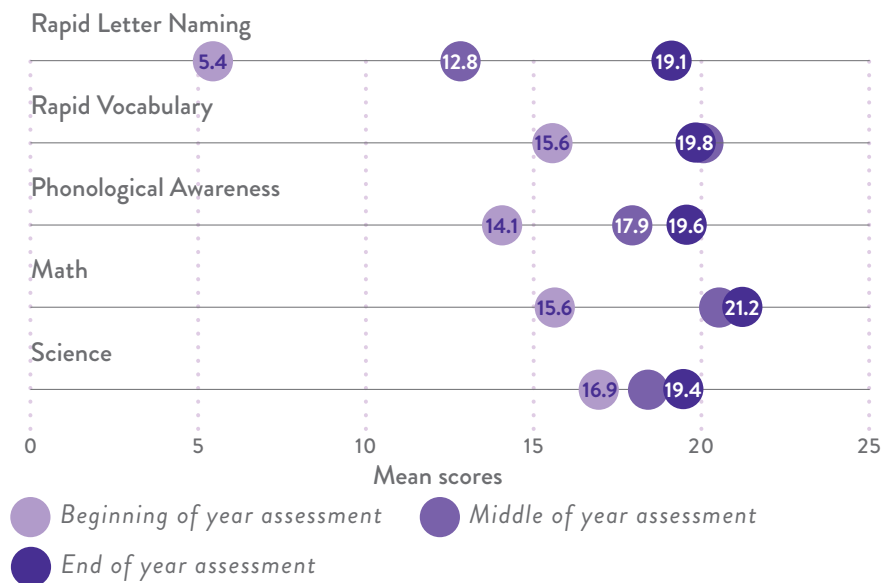 Rapid Letter Naming
5.4 12.8 19.1
Rapid Vocabulary
15.6 19.8
Phonological Awareness
14.1 17.9 19.6
Math
15.6 21.2
Science
16.9 19.4
0 5 10 15 20 25
Mean scores
Beginning of year assessment Middle of year assessment
End of year assessment